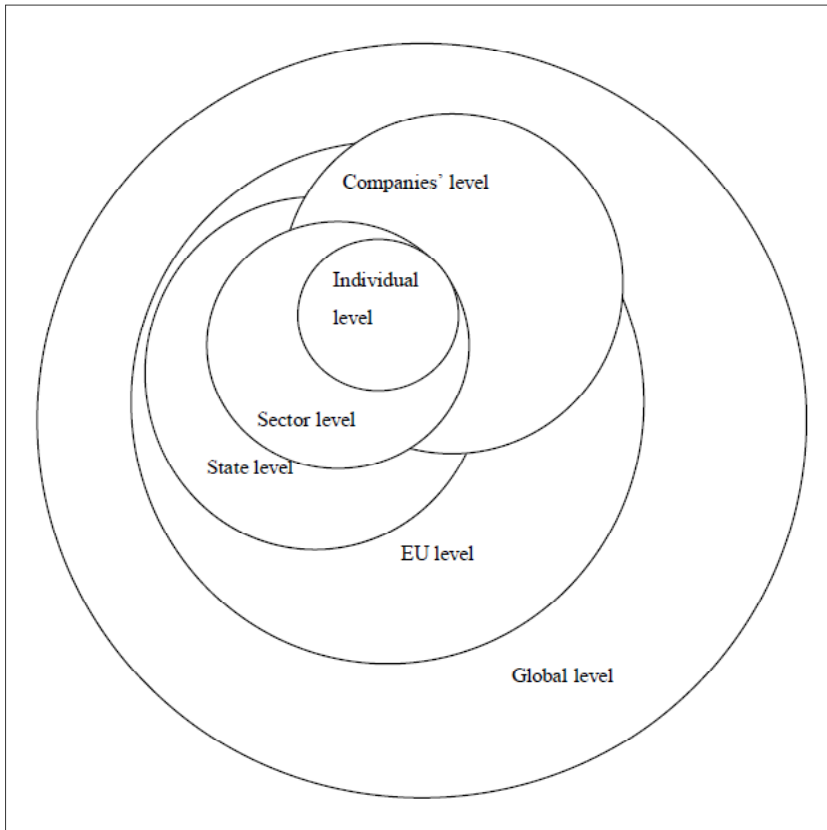 Companies’ level
Individual
level
Sector level
State level
EU level
Global level